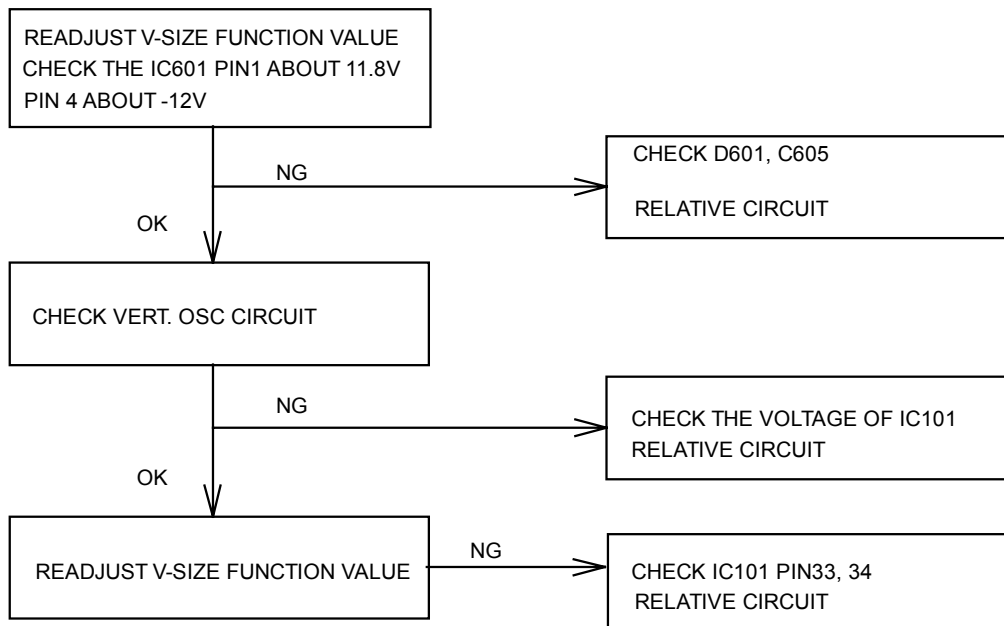 READJUST V-SIZE FUNCTION VALUE
CHECK THE IC601 PIN1 ABOUT 11.8V
PIN 4 ABOUT -12V
NG
CHECK D601, C605
RELATIVE CIRCUIT
OK
CHECK VERT. OSC CIRCUIT
NG
CHECK THE VOLTAGE OF IC101
RELATIVE CIRCUIT
OK
READJUST V-SIZE FUNCTION VALUE
NG
CHECK IC101 PIN33, 34
RELATIVE CIRCUIT